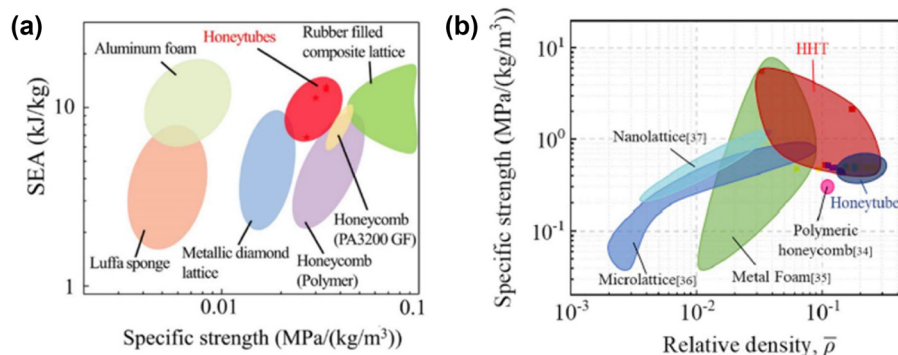 (a)
SEA (kJ/kg)
10
1
Aluminum foam
Honeytubes
Rubber filled
composite lattice
Luffa sponge
Metallic diamond
lattice
Honeycomb
(Polymer)
Honeycomb
(PA3200 GF)
0.01
0.1
Specific strength (MPa/(kg/m³))
(b)
Specific strength (MPa/(kg/m³)
10¹
10⁰
10⁻¹
HHT
Nanolattice[37]
Honeytube
Polymeric
honeycomb[34]
Microlattice[36]
Metal Foam[35]
10⁻³
10⁻²
10⁻¹
Relative density, ρ̅